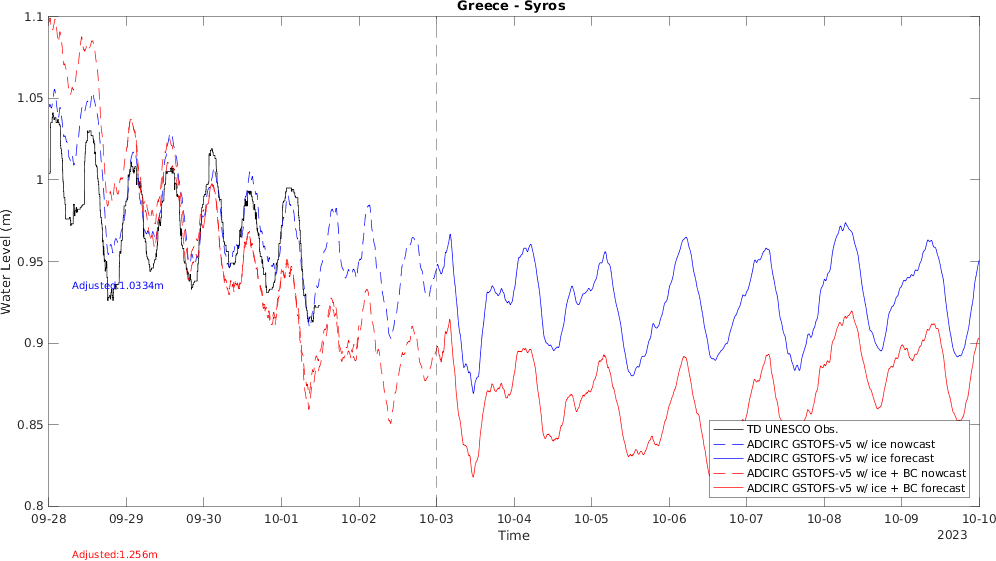 Greece - Syros
1.1
1.05
1
0.95
0.9
0.85
0.8
Water Level (m)
Adjusted:1.0334m
TD UNESCO Obs.
ADCIRC GSTOFS-v5 w/ ice nowcast
ADCIRC GSTOFS-v5 w/ ice forecast
ADCIRC GSTOFS-v5 w/ ice + BC nowcast
ADCIRC GSTOFS-v5 w/ ice + BC forecast
09-28 09-29 09-30 10-01 10-02 10-03 10-04 10-05 10-06 10-07 10-08 10-09 10-10
Time
2023
Adjusted:1.256m